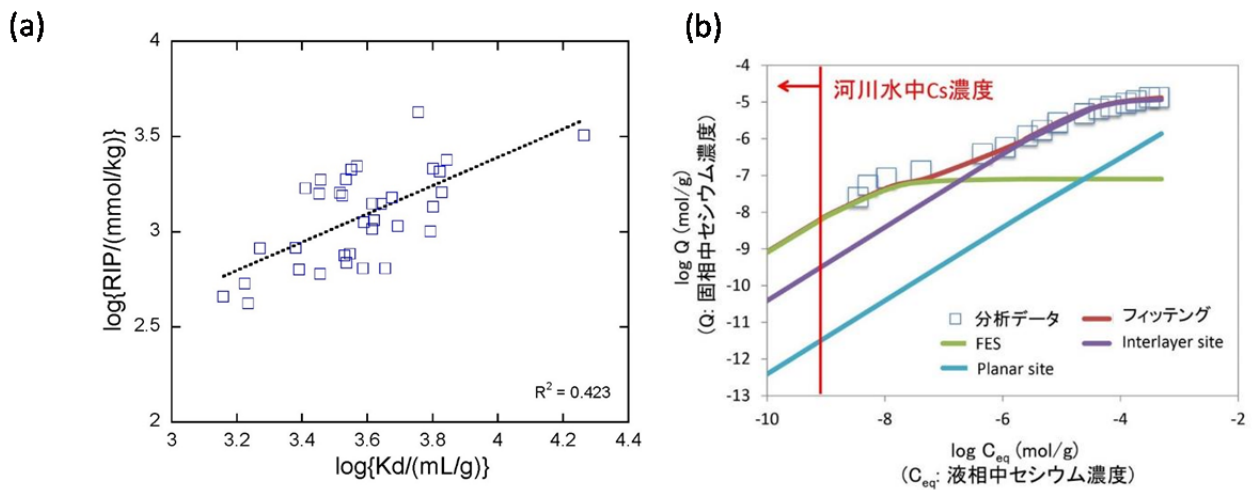 (a)
4
3.5
3
2.5
2
log{RIP/(mmol/kg)}
R² = 0.423
3 3.2 3.4 3.6 3.8 4 4.2 4.4
log{Kd/(mL/g)}
(b)
-4
-5
-6
-7
-8
-9
-10
-11
-12
-13
log Q (mol/g)
(Q: 固相中セシウム濃度)
河川水中Cs濃度
分析データ
フィッテング
FES
Interlayer site
Planar site
-10 -8 -6 -4 -2
log Ceq (mol/g)
(Ceq: 液相中セシウム濃度)